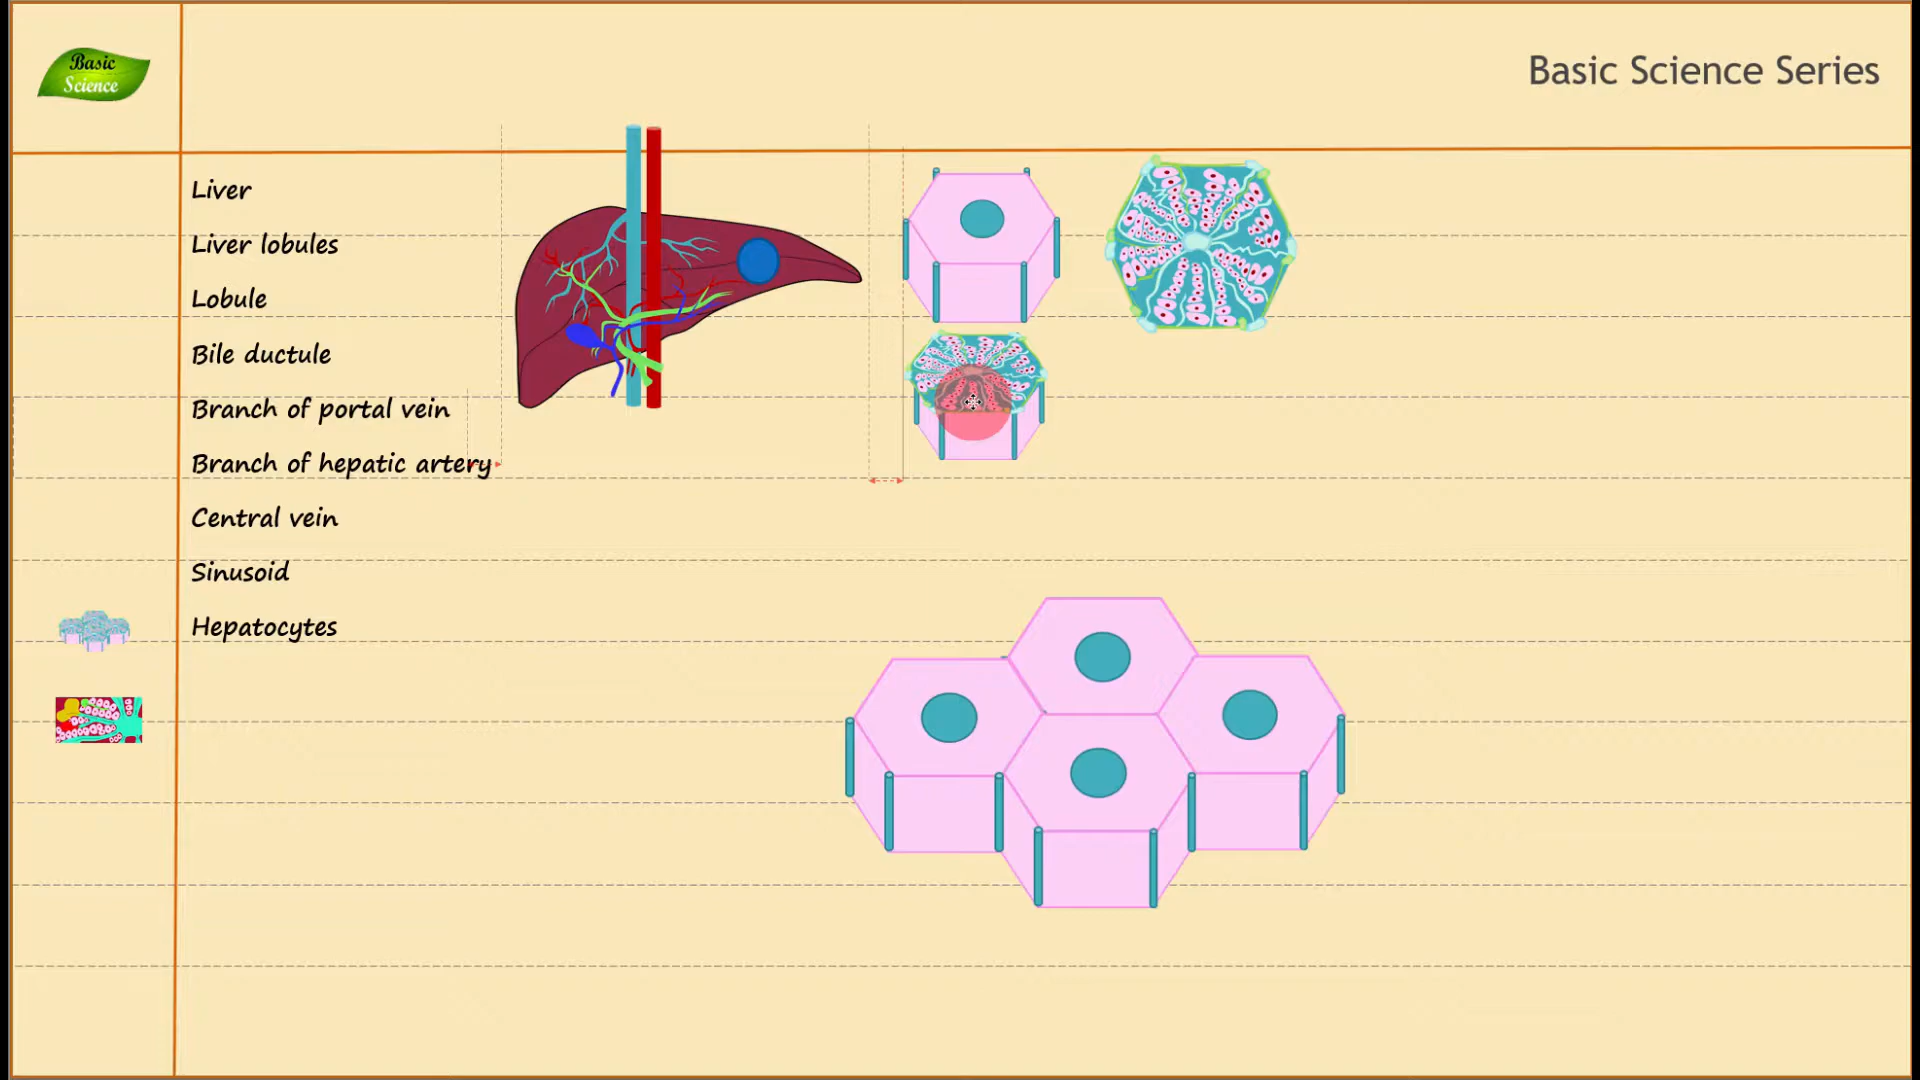 Basic
Science
Basic Science Series
Liver
Liver lobules
Lobule
Bile ductule
Branch of portal vein
Branch of hepatic artery
Central vein
Sinusoid
Hepatocytes